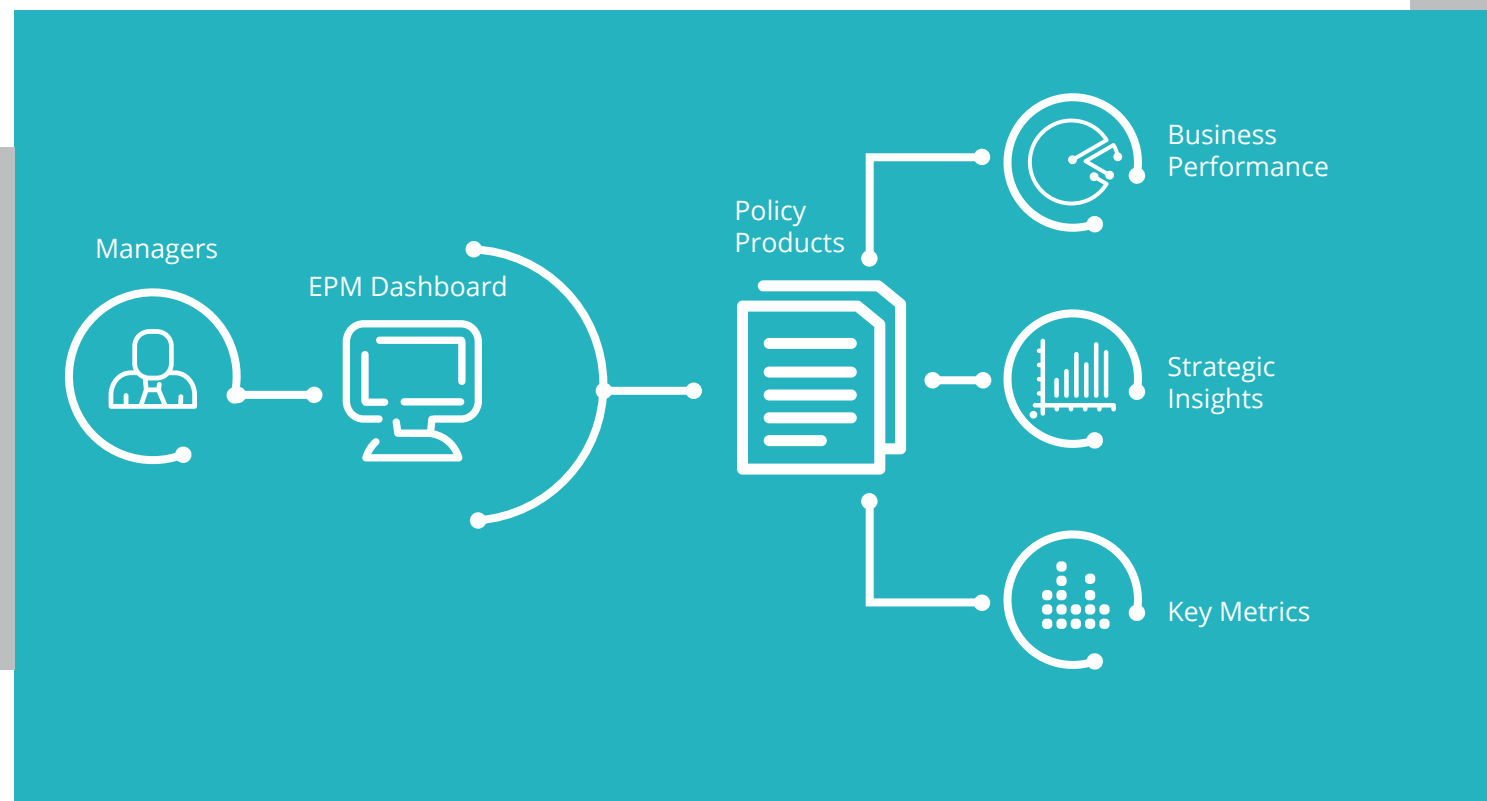 Managers
EPM Dashboard
Policy
Products
Business
Performance
Strategic
Insights
Key Metrics